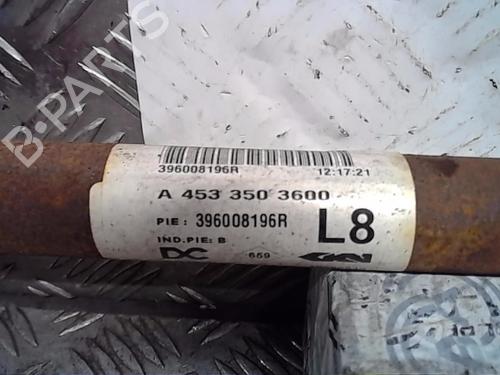 B-PARTS
396008196R 12:17:21
A 453 350 3600
PIE: 396008196R L8
IND.PIE: B
DC 659 GKN